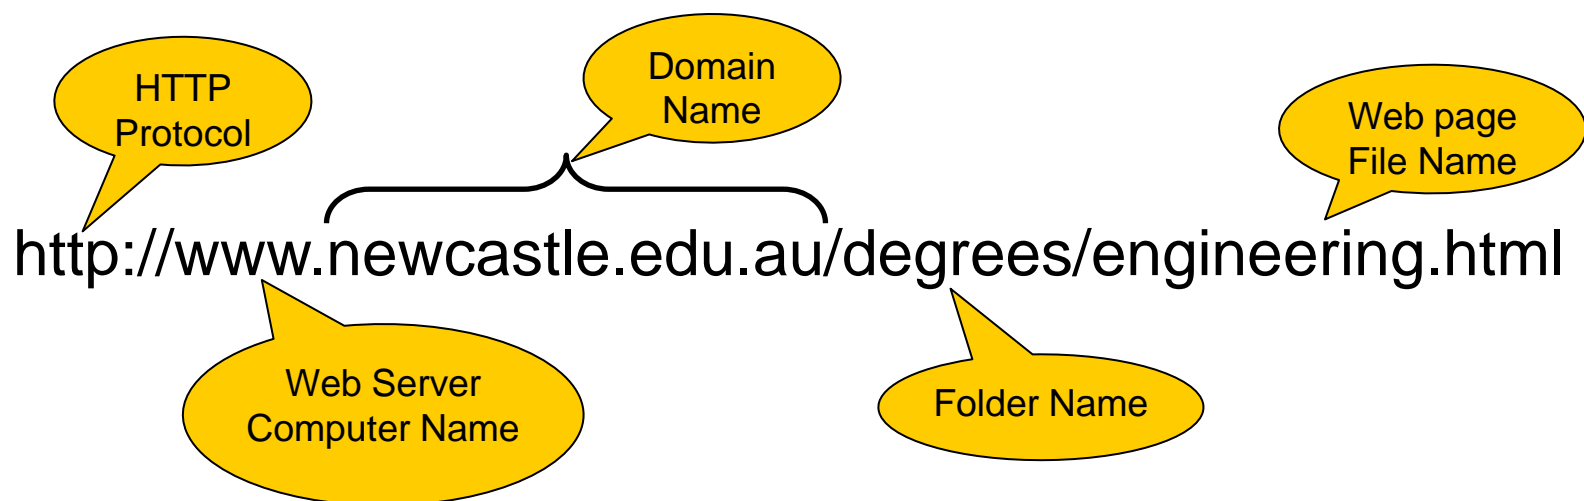 HTTP
Protocol
Domain
Name
Web page
File Name
http://www.newcastle.edu.au/degrees/engineering.html
Web Server
Computer Name
Folder Name